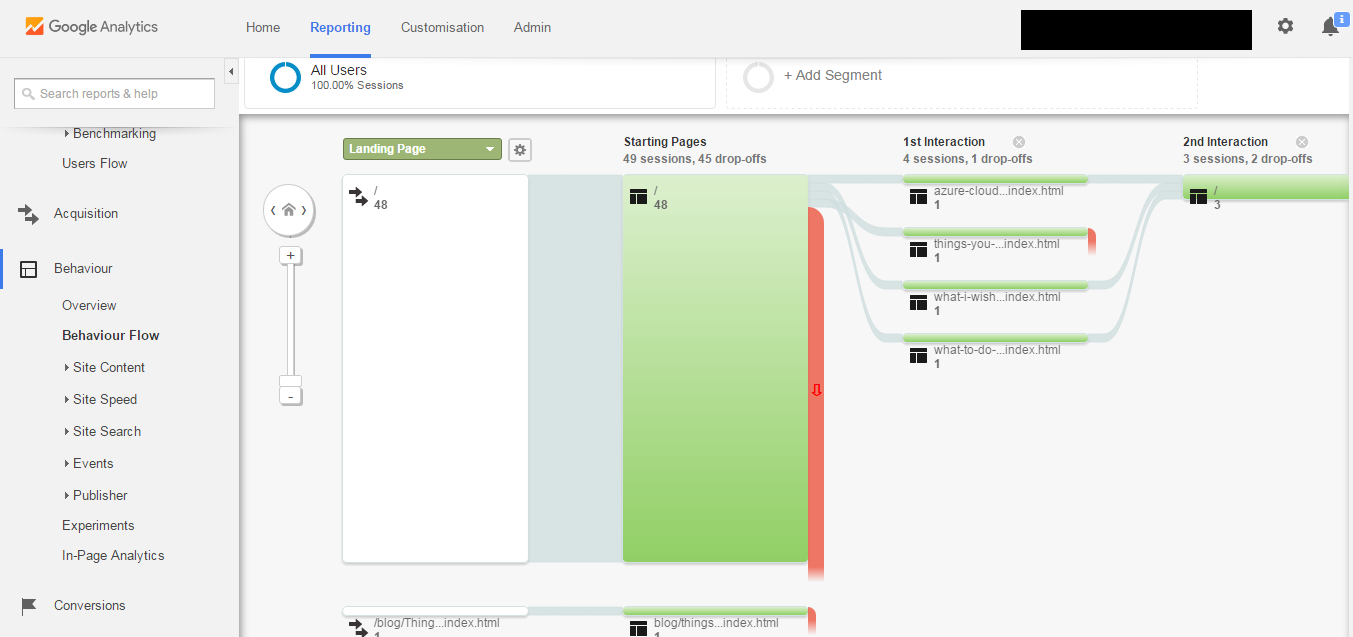 Google Analytics
Home
Reporting
Customisation
Admin
i
Search reports & help
All Users
100.00% Sessions
+ Add Segment
Benchmarking
Users Flow
Acquisition
Behaviour
Overview
Behaviour Flow
Site Content
Site Speed
Site Search
Events
Publisher
Experiments
In-Page Analytics
Conversions
Landing Page
Starting Pages
49 sessions, 45 drop-offs
1st Interaction
4 sessions, 1 drop-offs
2nd Interaction
3 sessions, 2 drop-offs
+
-
/
48
/
48
azure-cloud...index.html
1
things-you-...index.html
1
what-i-wish...index.html
1
what-to-do-...index.html
1
/
3
/blog/Thing...index.html
1
blog/things...index.html
1